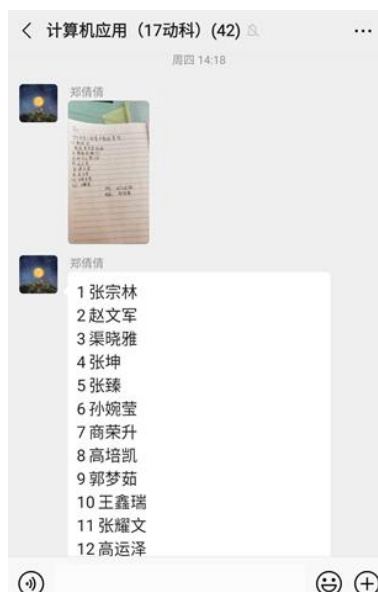 计算机应用（17动科）(42)
周四 14:18
郑倩倩
郑倩倩
1 张宗林
2 赵文军
3 渠晓雅
4 张坤
5 张臻
6 孙婉莹
7 商荣升
8 高培凯
9 郭梦茹
10 王鑫瑞
11 张耀文
12 高运泽